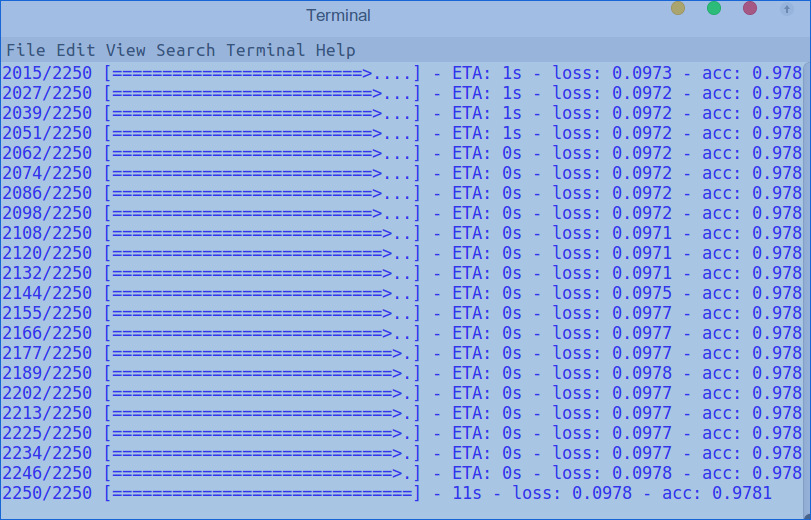 Terminal
File Edit View Search Terminal Help
2015/2250 [=========================>....] - ETA: 1s - loss: 0.0973 - acc: 0.978
2027/2250 [==========================>...] - ETA: 1s - loss: 0.0972 - acc: 0.978
2039/2250 [==========================>...] - ETA: 1s - loss: 0.0972 - acc: 0.978
2051/2250 [==========================>...] - ETA: 1s - loss: 0.0972 - acc: 0.978
2062/2250 [==========================>...] - ETA: 0s - loss: 0.0972 - acc: 0.978
2074/2250 [==========================>...] - ETA: 0s - loss: 0.0972 - acc: 0.978
2086/2250 [==========================>...] - ETA: 0s - loss: 0.0972 - acc: 0.978
2098/2250 [==========================>...] - ETA: 0s - loss: 0.0972 - acc: 0.978
2108/2250 [===========================>..] - ETA: 0s - loss: 0.0971 - acc: 0.978
2120/2250 [===========================>..] - ETA: 0s - loss: 0.0971 - acc: 0.978
2132/2250 [===========================>..] - ETA: 0s - loss: 0.0971 - acc: 0.978
2144/2250 [===========================>..] - ETA: 0s - loss: 0.0975 - acc: 0.978
2155/2250 [===========================>..] - ETA: 0s - loss: 0.0977 - acc: 0.978
2166/2250 [===========================>..] - ETA: 0s - loss: 0.0977 - acc: 0.978
2177/2250 [============================>.] - ETA: 0s - loss: 0.0977 - acc: 0.978
2189/2250 [============================>.] - ETA: 0s - loss: 0.0978 - acc: 0.978
2202/2250 [============================>.] - ETA: 0s - loss: 0.0977 - acc: 0.978
2213/2250 [============================>.] - ETA: 0s - loss: 0.0977 - acc: 0.978
2225/2250 [============================>.] - ETA: 0s - loss: 0.0977 - acc: 0.978
2234/2250 [============================>.] - ETA: 0s - loss: 0.0977 - acc: 0.978
2246/2250 [============================>.] - ETA: 0s - loss: 0.0978 - acc: 0.978
2250/2250 [==============================] - 11s - loss: 0.0978 - acc: 0.9781